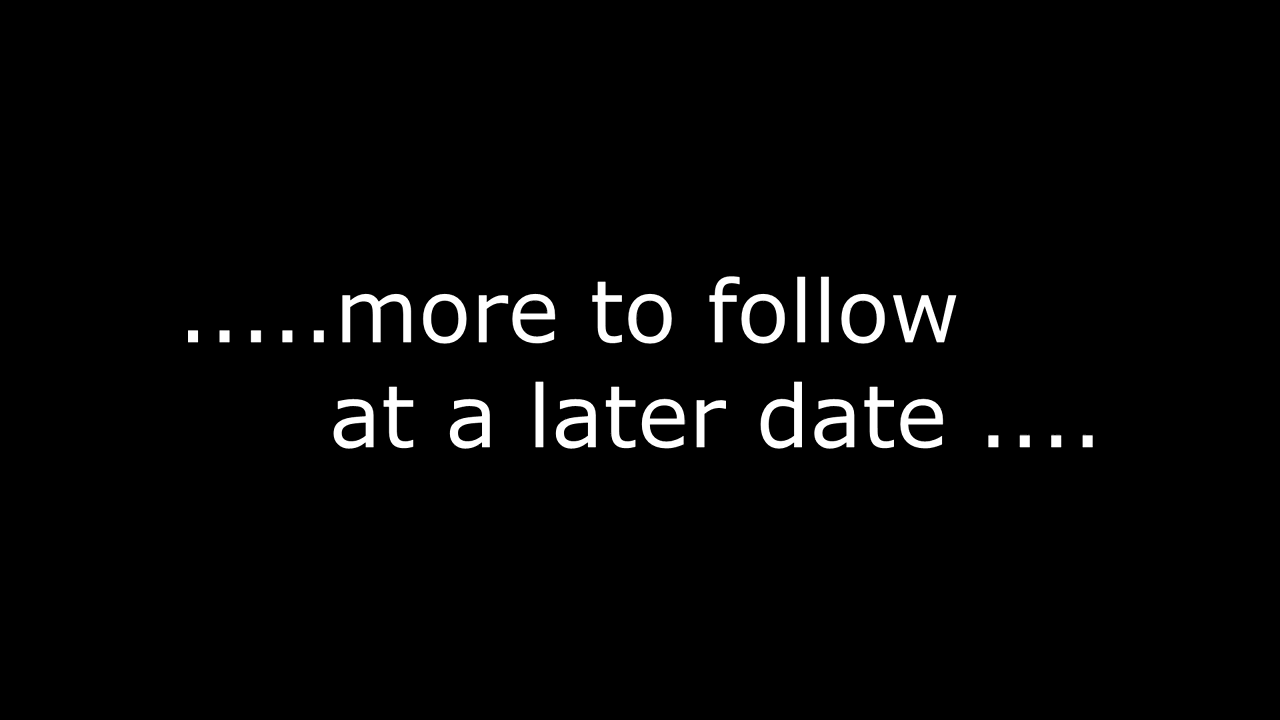 .....more to follow
at a later date ....